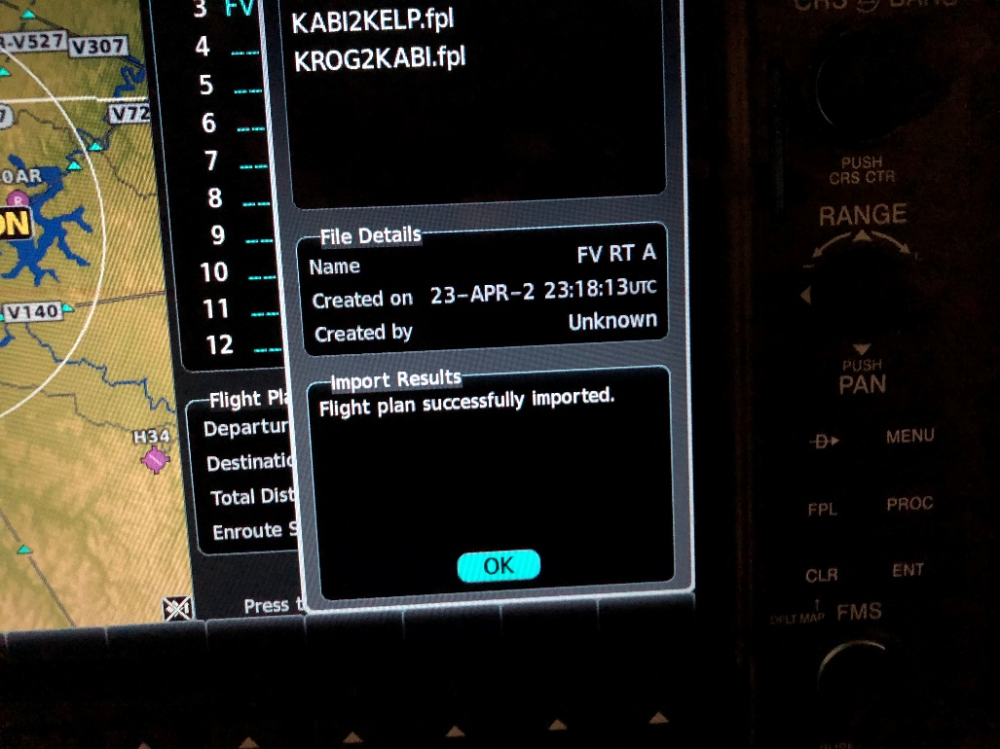 CRS BARO
3 FV
KABI2KELP.fpl
R-V527
V307
4
KROG2KABI.fpl
5
V72
6
7
PUSH
CRS CTR
0AR
R
8
RANGE
ON
9
File Details
Name FV RT A
10
Created on 23-APR-2 23:18:13UTC
11
V140
Created by Unknown
12
PUSH
PAN
Import Results
Flight Pla
Flight plan successfully imported.
Departur
H34
D
MENU
Destinatio
Total Dist
FPL
PROC
Enroute S
OK
CLR
ENT
Press t
DFLT MAP
FMS